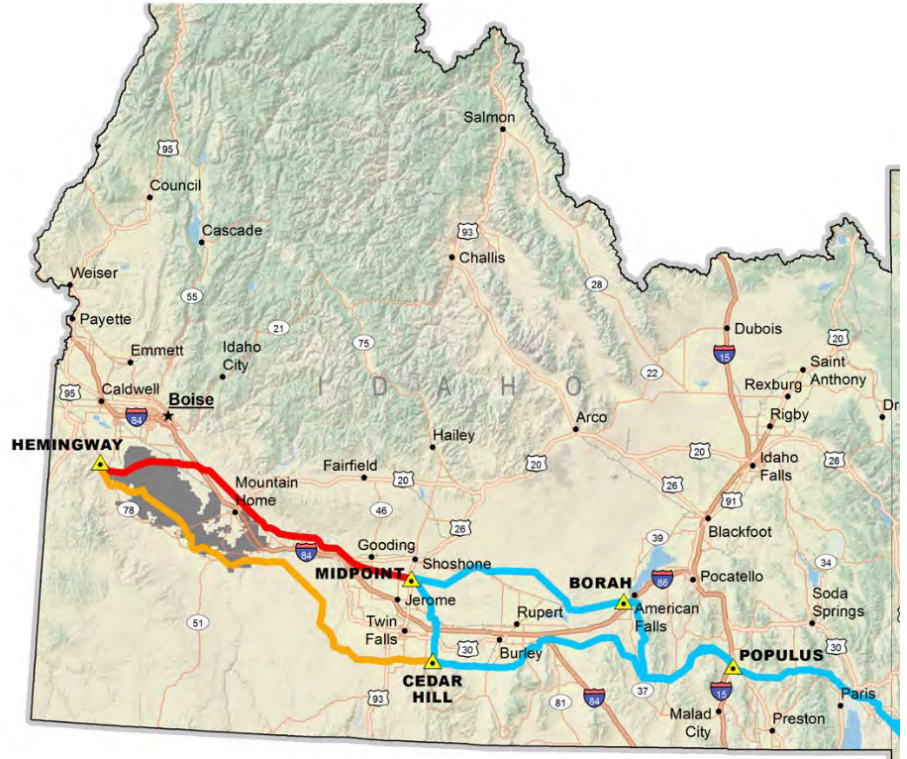 Salmon
95
Council
Cascade
93
Challis
Weiser
28
55
Payette
21
75
Dubois
20
Emmett
Idaho
City
15
Saint
Anthony
22
Rexburg
I D A H O
95
Caldwell
Boise
Rigby
Dr
84
Arco
HEMINGWAY
Hailey
20
Idaho
Falls
26
Fairfield
20
20
26
Mountain
Home
91
78
46
26
Blackfoot
39
Gooding
84
Shoshone
34
MIDPOINT
BORAH
86
Pocatello
Soda
Springs
Jerome
Rupert
American
Falls
51
Twin
Falls
30
Burley
30
POPULUS
CEDAR
HILL
37
15
Paris
93
81
84
Malad
City
Preston